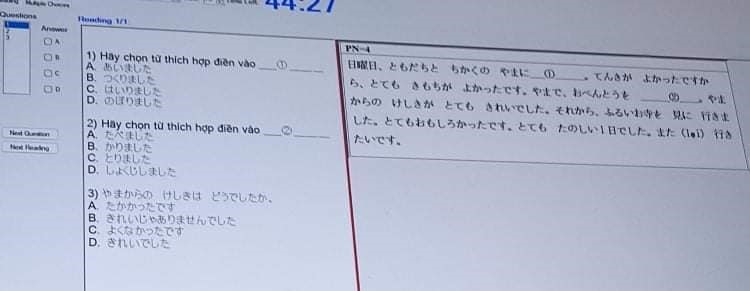 Multiple Choices
44:27
Questions
1
2
3
Answer
A
B
C
D
Next Question
Next Reading
Reading 1/1:
1) Hãy chọn từ thích hợp điền vào ____①____
A. あいました
B. つくりました
C. はいりました
D. のぼりました
2) Hãy chọn từ thích hợp điền vào ____②____
A. たべました
B. かりました
C. とりました
D. しょくじしました
3) やまからの けしきは どうでしたか。
A. たかかったです
B. きれいじゃありませんでした
C. よくなかったです
D. きれいでした
PN=4
日曜日、ともだちと ちかくの やまに ____①____。てんきが よかったですか
ら、とても きもちが よかったです。やまで、おべんとうを ____②____。やま
からの けしきが とても きれいでした。それから、ふるいお寺を 見に 行きま
した。とてもおもしろかったです。とても たのしい1日でした。また (lại) 行き
たいです。